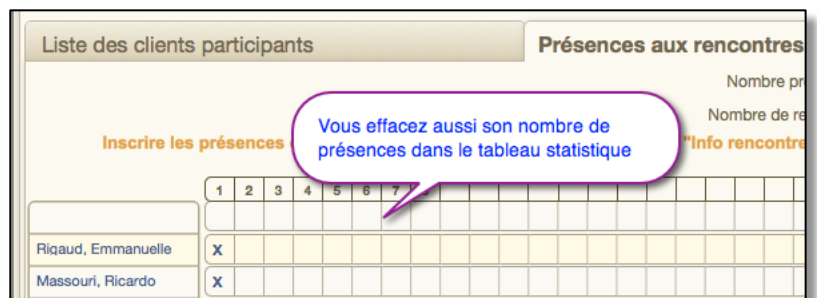 Liste des clients participants
Présences aux rencontres
Nombre pr
Nombre de re
Vous effacez aussi son nombre de
présences dans le tableau statistique
Inscrire les présences
"Info rencontre
1 2 3 4 5 6 7
Rigaud, Emmanuelle X
Massouri, Ricardo X